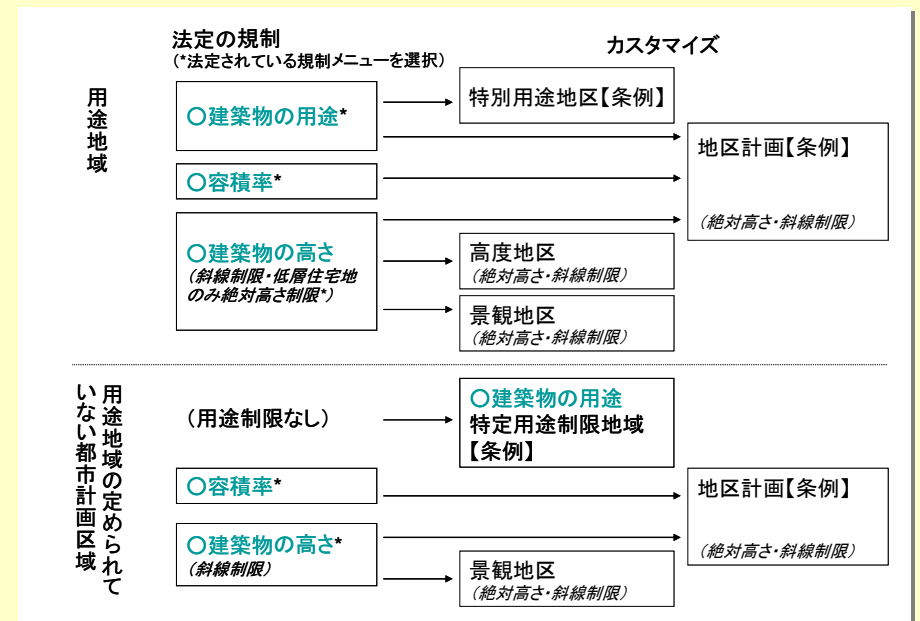 法定の規制
(*法定されている規制メニューを選択)
カスタマイズ
用途地域
〇建築物の用途*
特別用途地区【条例】
地区計画【条例】
(絶対高さ・斜線制限)
〇容積率*
〇建築物の高さ
(斜線制限・低層住宅地
のみ絶対高さ制限*)
高度地区
(絶対高さ・斜線制限)
景観地区
(絶対高さ・斜線制限)
用途地域の定められて
いない都市計画区域
(用途制限なし)
〇建築物の用途
特定用途制限地域
【条例】
〇容積率*
地区計画【条例】
(絶対高さ・斜線制限)
〇建築物の高さ*
(斜線制限)
景観地区
(絶対高さ・斜線制限)